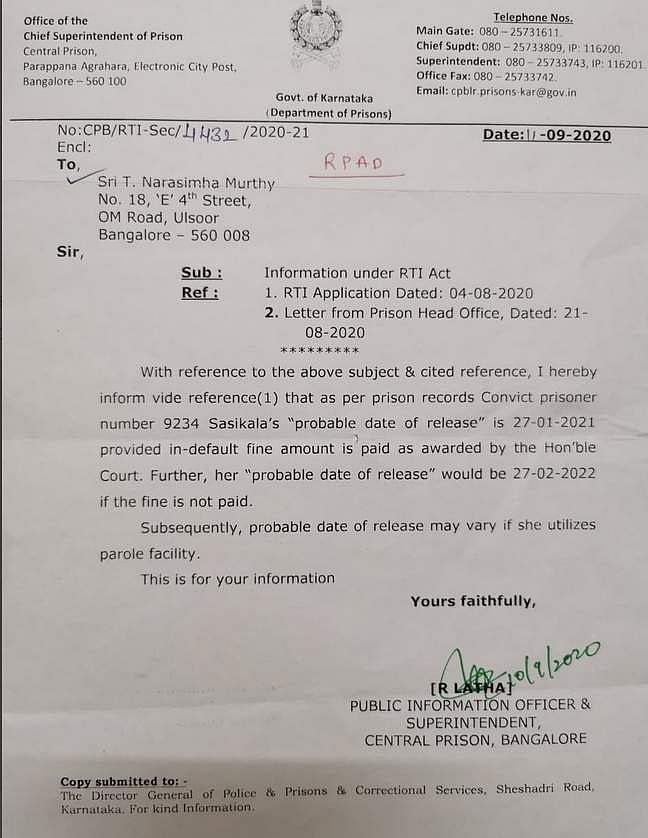 Office of the
Chief Superintendent of Prison
Central Prison,
Parappana Agrahara, Electronic City Post,
Bangalore – 560 100
Govt. of Karnataka
(Department of Prisons)
Telephone Nos.
Main Gate: 080 – 25731611.
Chief Supdt: 080 – 25733809, IP: 116200.
Superintendent: 080 – 25733743, IP: 116201.
Office Fax: 080 – 25733742.
Email: cpblr.prisons-kar@gov.in
No:CPB/RTI-Sec/4432/2020-21
Date:11-09-2020
Encl:
To,
RPAD
Sri T. Narasimha Murthy
No. 18, ‘E’ 4th Street,
OM Road, Ulsoor
Bangalore – 560 008
Sir,
Sub : Information under RTI Act
Ref : 1. RTI Application Dated: 04-08-2020
2. Letter from Prison Head Office, Dated: 21-
08-2020
*********
With reference to the above subject & cited reference, I hereby
inform vide reference(1) that as per prison records Convict prisoner
number 9234 Sasikala’s “probable date of release” is 27-01-2021
provided in-default fine amount is paid as awarded by the Hon’ble
Court. Further, her “probable date of release” would be 27-02-2022
if the fine is not paid.
Subsequently, probable date of release may vary if she utilizes
parole facility.
This is for your information
Yours faithfully,
10/9/2020
[R LATHA]
PUBLIC INFORMATION OFFICER &
SUPERINTENDENT,
CENTRAL PRISON, BANGALORE
Copy submitted to: -
The Director General of Police & Prisons & Correctional Services, Sheshadri Road,
Karnataka. For kind Information.